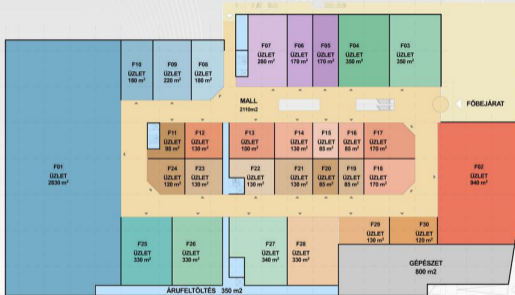 F07
ÜZLET
280 m²
F06
ÜZLET
170 m²
F05
ÜZLET
170 m²
F04
ÜZLET
350 m²
F03
ÜZLET
350 m²
F10
ÜZLET
180 m²
F09
ÜZLET
220 m²
F08
ÜZLET
180 m²
MALL
2110m2
FŐBEJÁRAT
F11
ÜZLET
95 m²
F12
ÜZLET
130 m²
F13
ÜZLET
100 m²
F14
ÜZLET
130 m²
F15
ÜZLET
85 m²
F16
ÜZLET
85 m²
F17
ÜZLET
170 m²
F01
ÜZLET
2830 m²
F24
ÜZLET
120 m²
F23
ÜZLET
130 m²
F22
ÜZLET
130 m²
F21
ÜZLET
130 m²
F20
ÜZLET
85 m²
F19
ÜZLET
85 m²
F18
ÜZLET
170 m²
F02
ÜZLET
940 m²
F25
ÜZLET
330 m²
F26
ÜZLET
330 m²
F27
ÜZLET
340 m²
F28
ÜZLET
330 m²
F29
ÜZLET
130 m²
F30
ÜZLET
120 m²
GÉPÉSZET
800 m2
ÁRUFELTÖLTÉS 350 m2